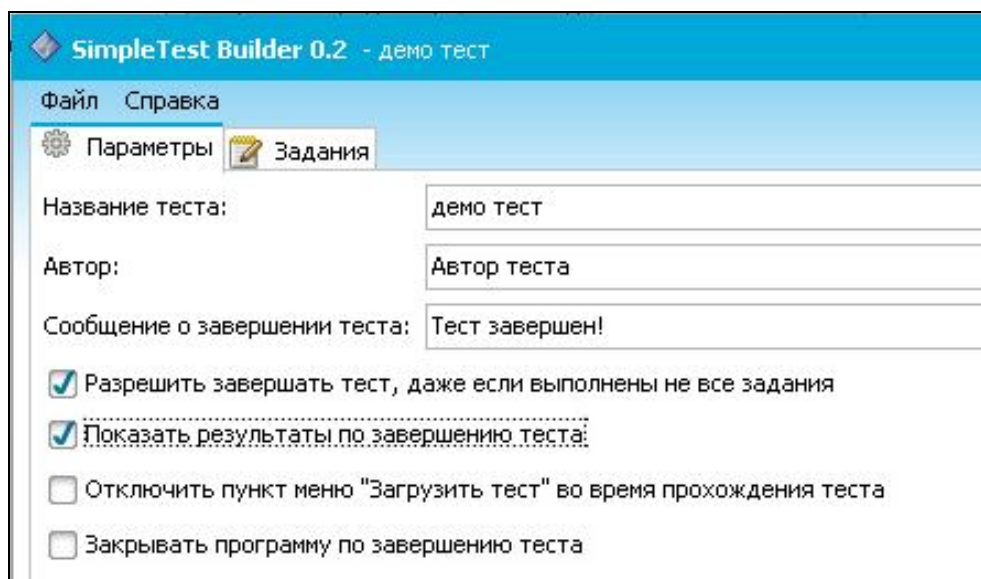 SimpleTest Builder 0.2 - демо тест
Файл Справка
Параметры Задания
Название теста: демо тест
Автор: Автор теста
Сообщение о завершении теста: Тест завершен!
Разрешить завершать тест, даже если выполнены не все задания
Показать результаты по завершению теста
Отключить пункт меню "Загрузить тест" во время прохождения теста
Закрывать программу по завершению теста